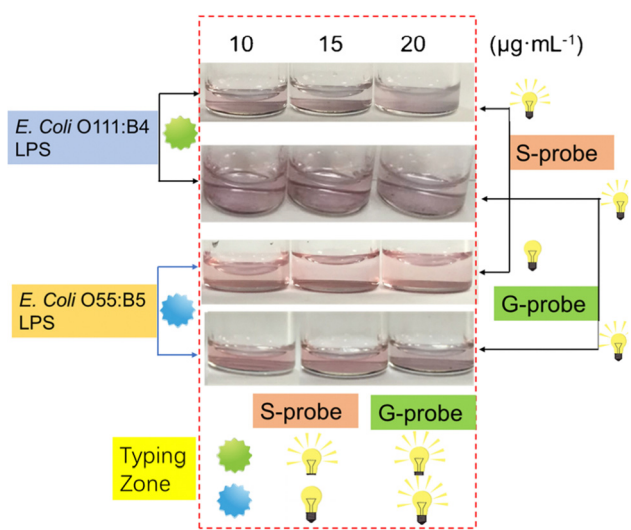 10 15 20 (μg·mL⁻¹)
E. Coli O111:B4
LPS
S-probe
E. Coli O55:B5
LPS
G-probe
S-probe G-probe
Typing
Zone